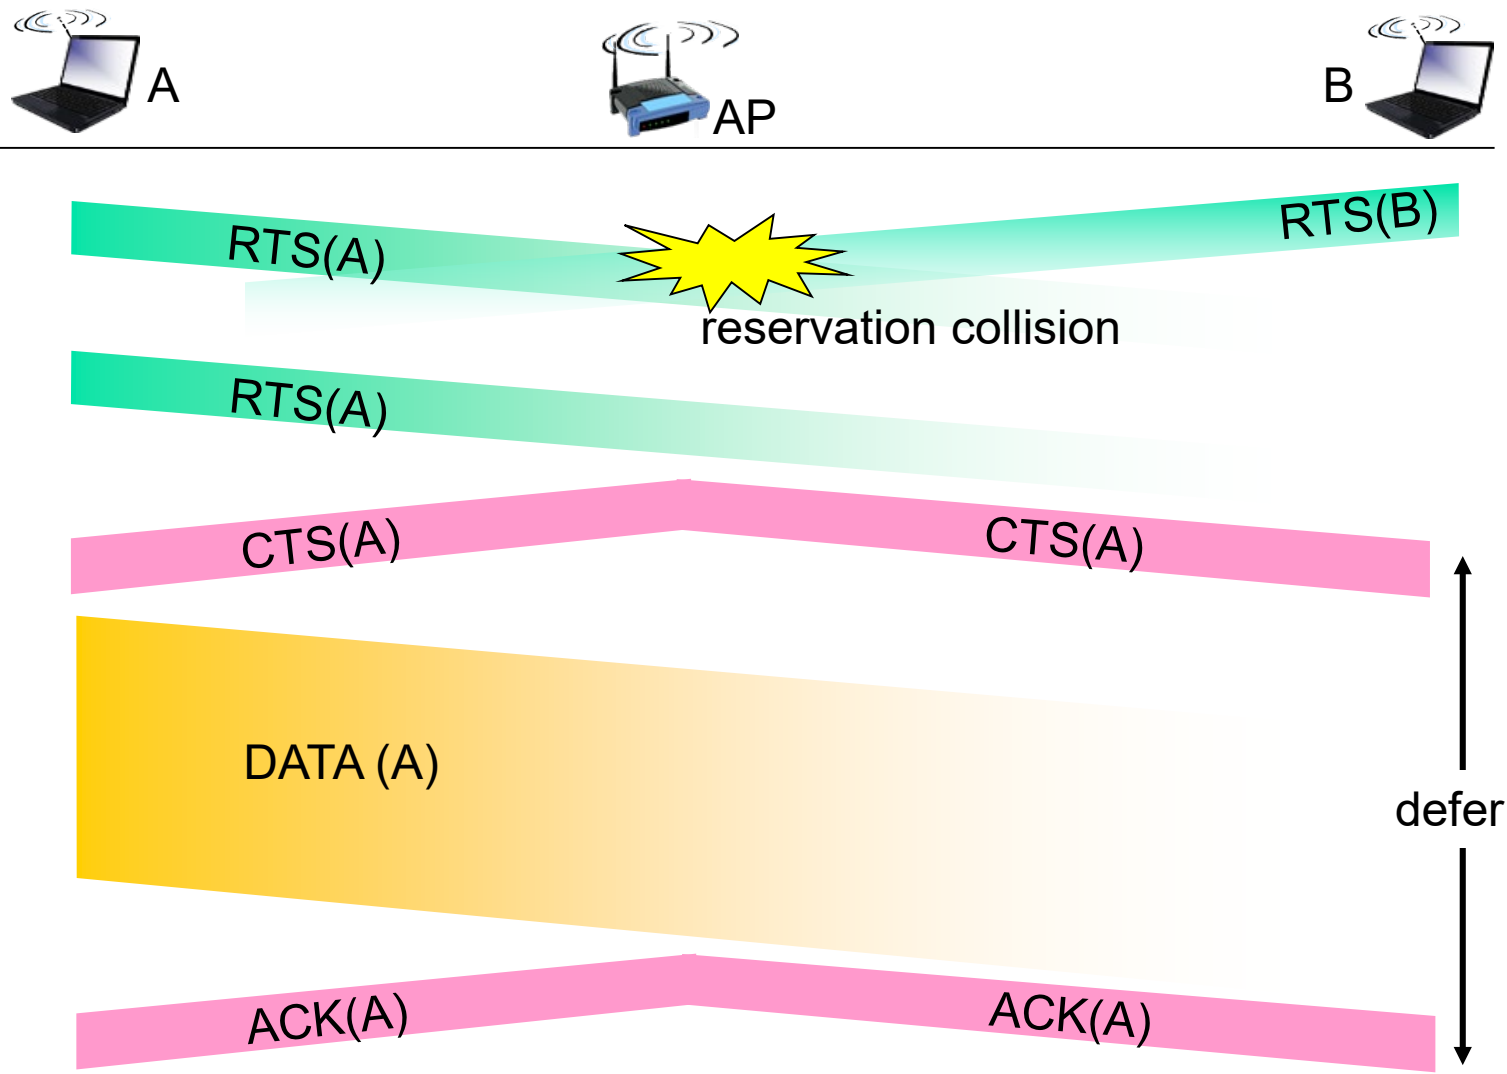 A
AP
B
RTS(A)
RTS(B)
reservation collision
RTS(A)
CTS(A)
CTS(A)
DATA (A)
defer
ACK(A)
ACK(A)